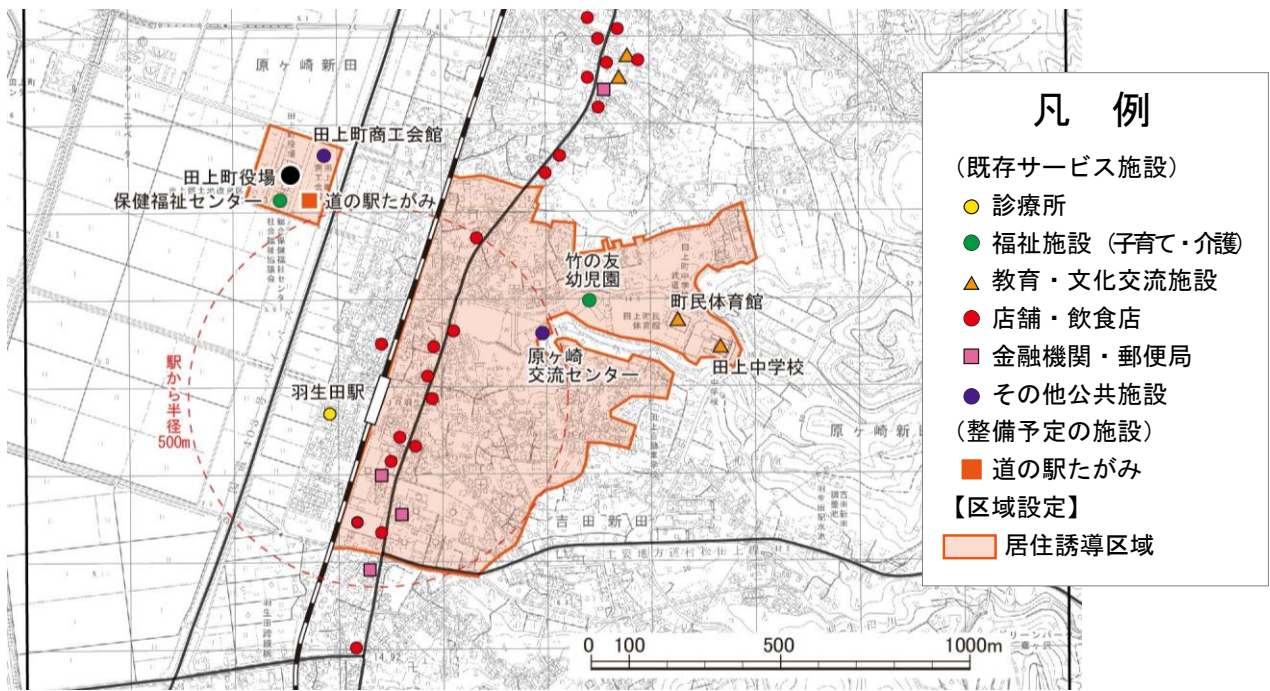 原ヶ崎新田
田上町商工会館
田上町役場
保健福祉センター
道の駅たがみ
竹の友
幼児園
町民体育館
田上中学校
原ヶ崎
交流センター
羽生田駅
駅から半径
500m
原ヶ崎新田
吉田新田
0 100 500 1000m
凡 例
(既存サービス施設)
診療所
福祉施設 (子育て・介護)
教育・文化交流施設
店舗・飲食店
金融機関・郵便局
その他公共施設
(整備予定の施設)
道の駅たがみ
【区域設定】
居住誘導区域